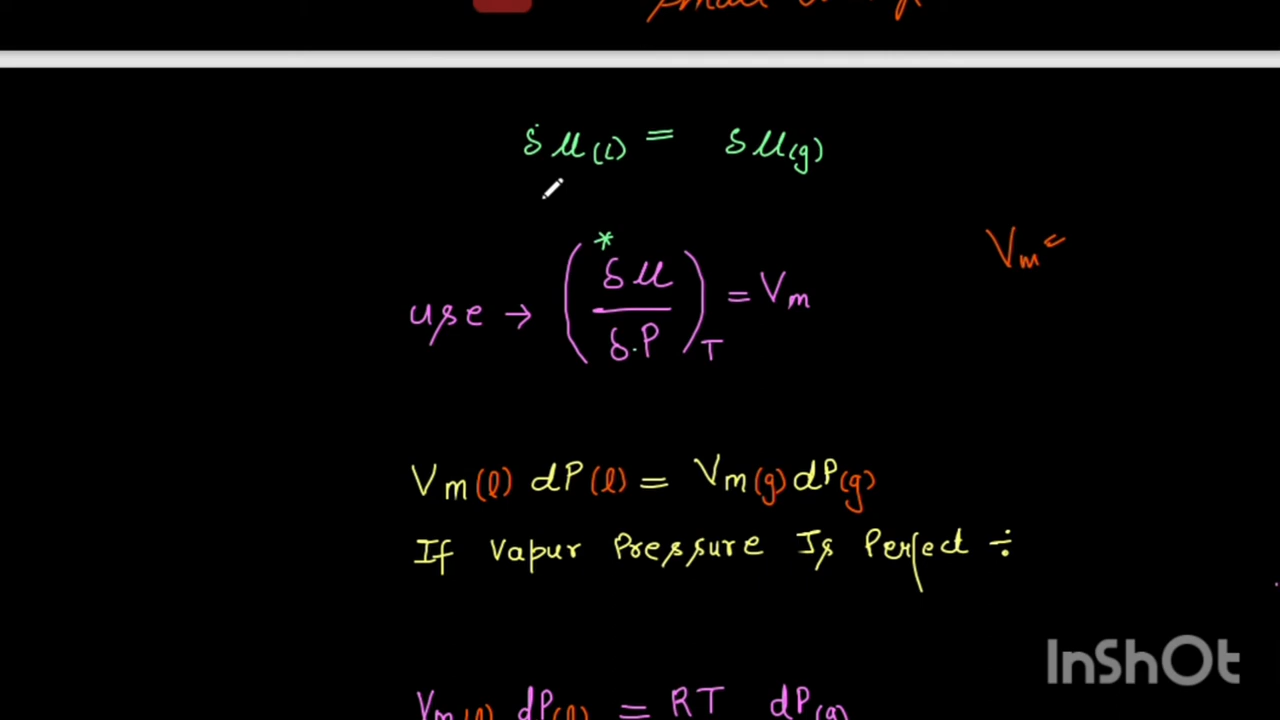 small
δμ(l) = δμ(g)
Vm =
use → (*δμ/δ.P)T = Vm
Vm(l) dP(l) = Vm(g) dP(g)
If Vapur Pressure Is Perfect ÷
Vm(l) dP(l) = RT dP(g)
InShOt